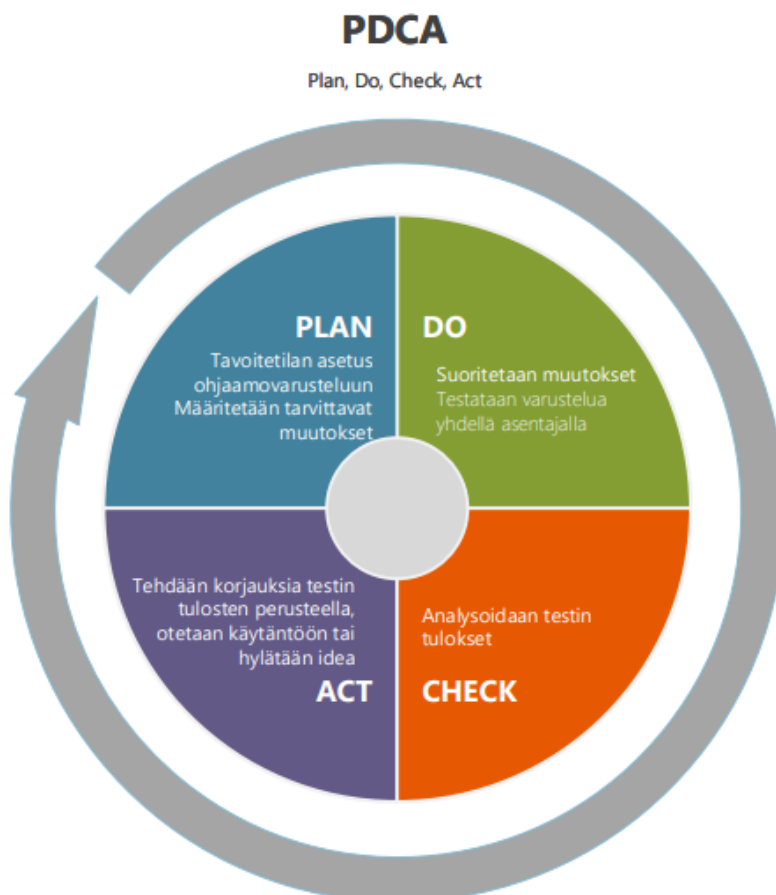 PDCA
Plan, Do, Check, Act
PLAN
Tavoitetilan asetus
ohjaamovarusteluun
Määritetään tarvittavat
muutokset
DO
Suoritetaan muutokset
Testataan varustelua
yhdellä asentajalla
Tehdään korjauksia testin
tulosten perusteella,
otetaan käytäntöön tai
hylätään idea
ACT
Analysoidaan testin
tulokset
CHECK